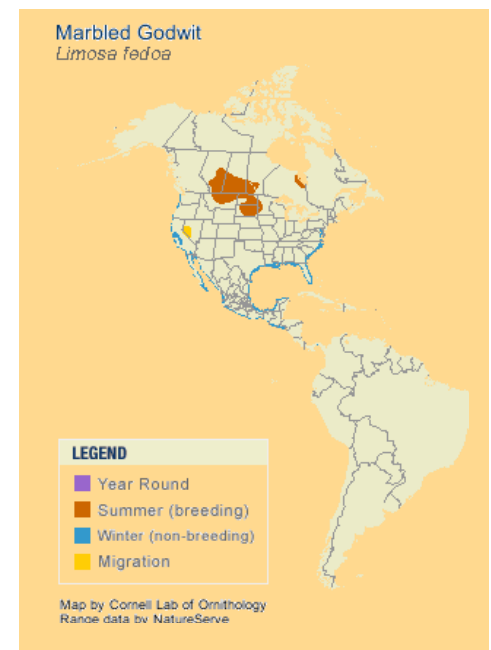 Marbled Godwit
Limosa fedoa
LEGEND
Year Round
Summer (breeding)
Winter (non-breeding)
Migration
Map by Cornell Lab of Ornithology
Range data by NatureServe